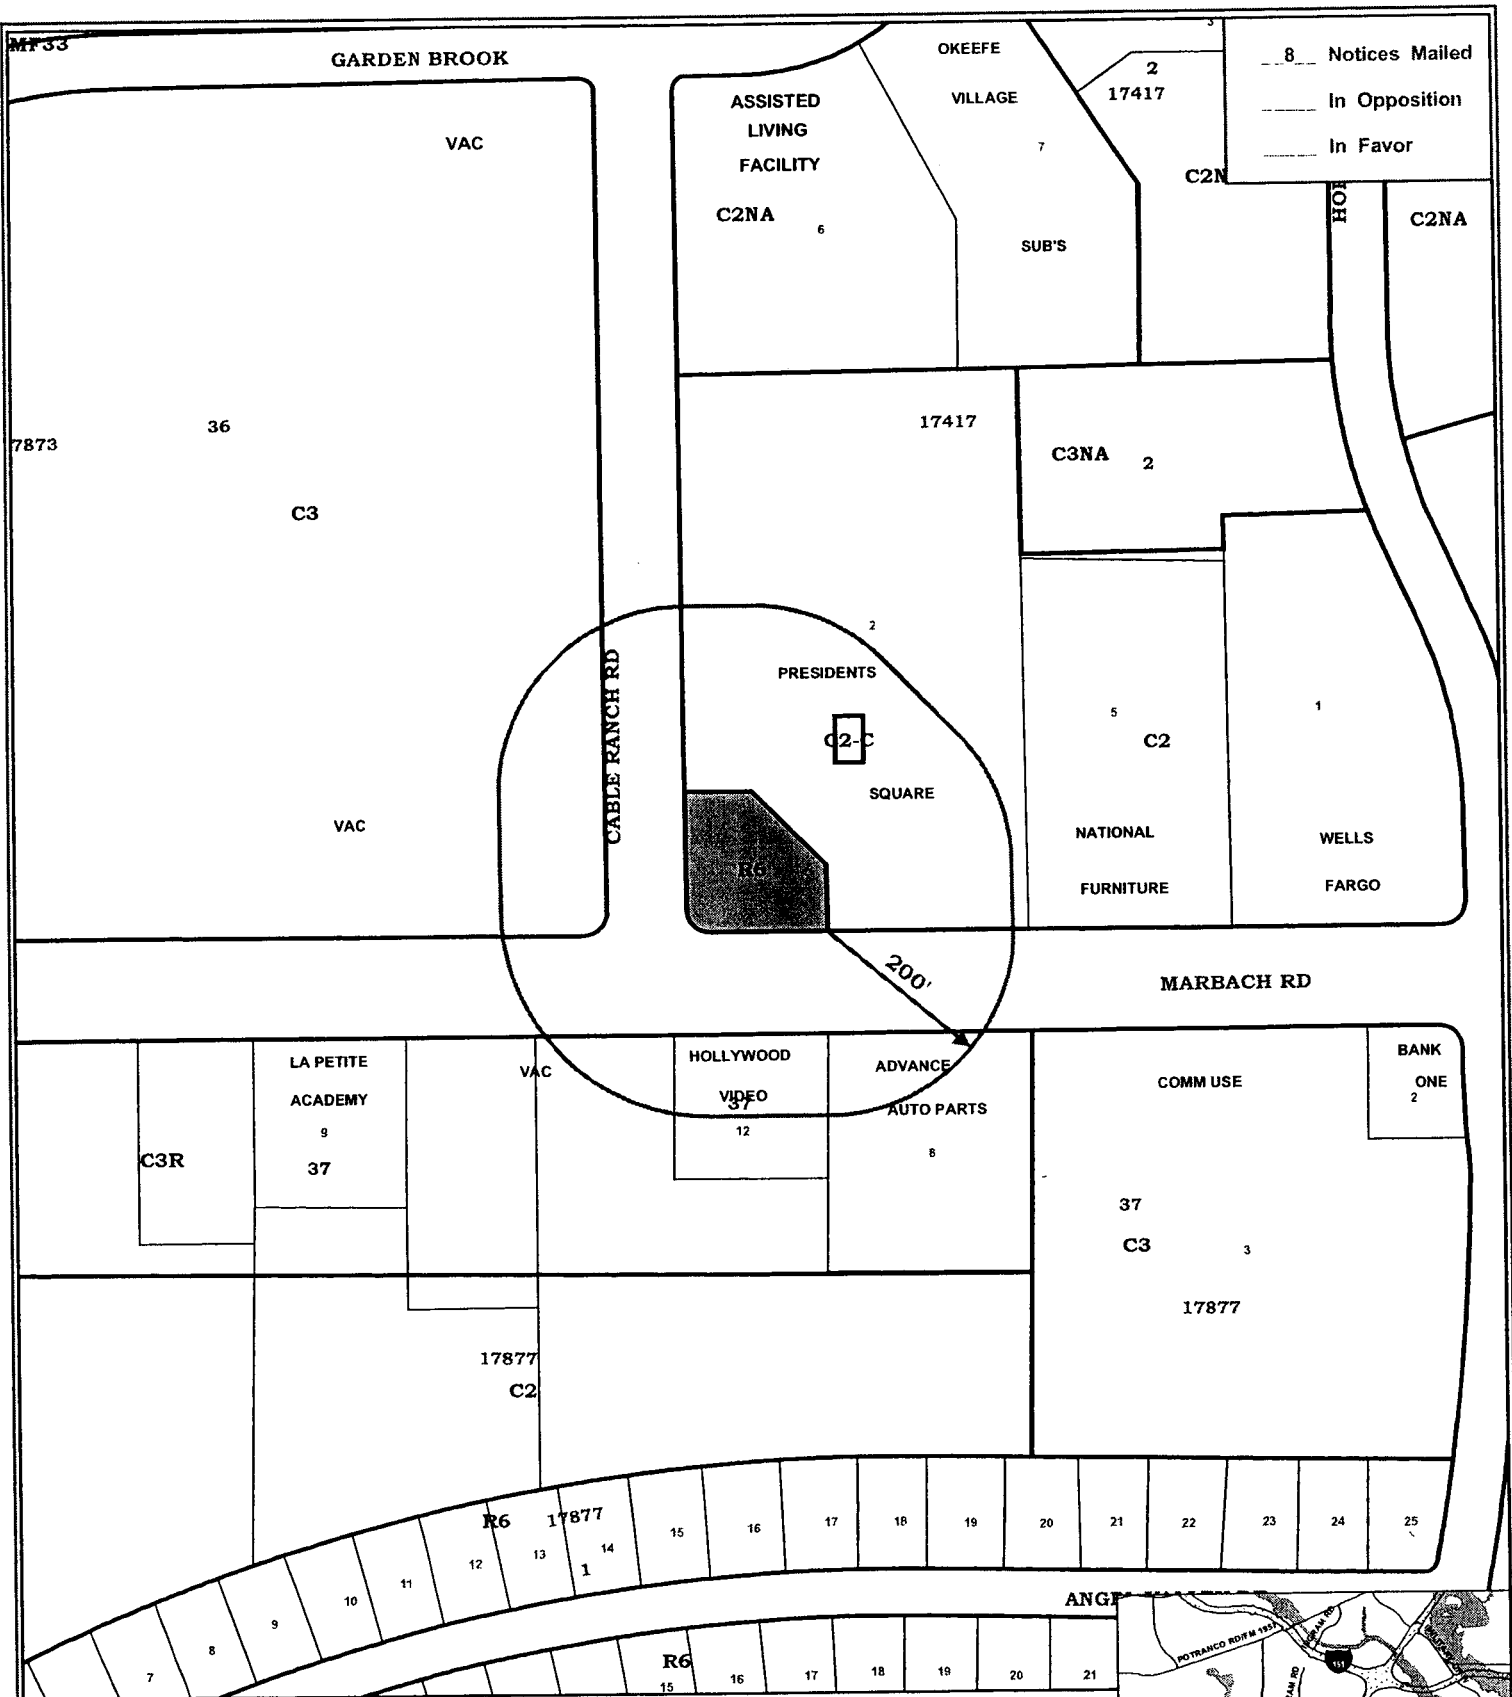 MF33
GARDEN BROOK
8 Notices Mailed
In Opposition
In Favor
OKEEFE
VILLAGE
7
SUB'S
3
2
17417
C2N
C2NA
ASSISTED
LIVING
FACILITY
C2NA
6
VAC
36
7873
C3
VAC
CABLE RANCH RD
17417
C3NA
2
2
PRESIDENTS
C2-C
SQUARE
R6
5
C2
NATIONAL
FURNITURE
1
WELLS
FARGO
200'
MARBACH RD
LA PETITE
ACADEMY
9
37
C3R
VAC
HOLLYWOOD
VIDEO
37
12
ADVANCE
AUTO PARTS
8
COMM USE
BANK
ONE
2
37
C3
3
17877
17877
C2
R6
17877
1
7
8
9
10
11
12
13
14
15
16
17
18
19
20
21
22
23
24
25
R6
15
16
17
18
19
20
21
POTRANCO RD/FM 1957
151